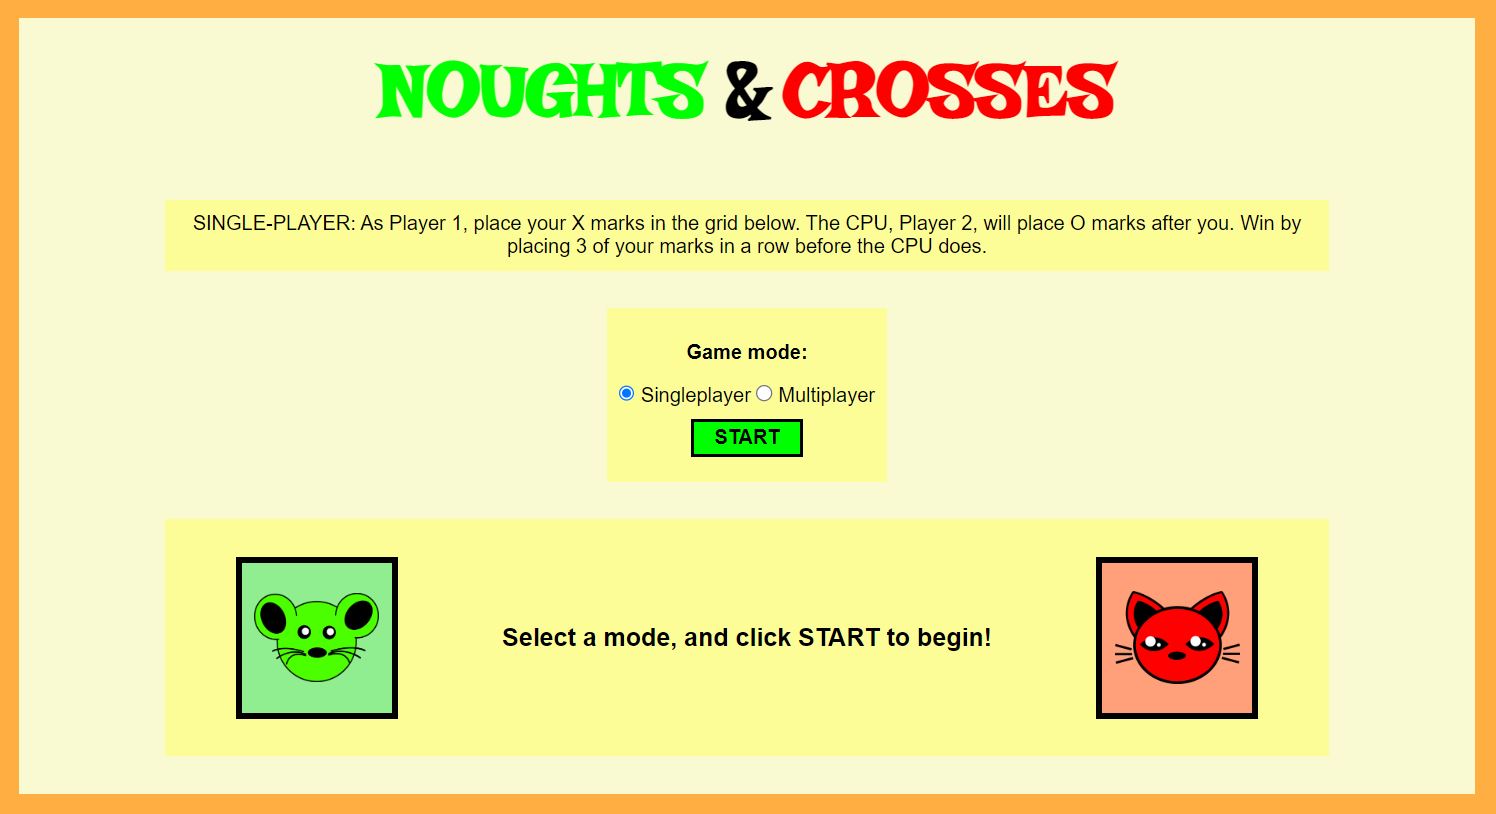 NOUGHTS & CROSSES
SINGLE-PLAYER: As Player 1, place your X marks in the grid below. The CPU, Player 2, will place O marks after you. Win by
placing 3 of your marks in a row before the CPU does.
Game mode:
Singleplayer Multiplayer
START
Select a mode, and click START to begin!